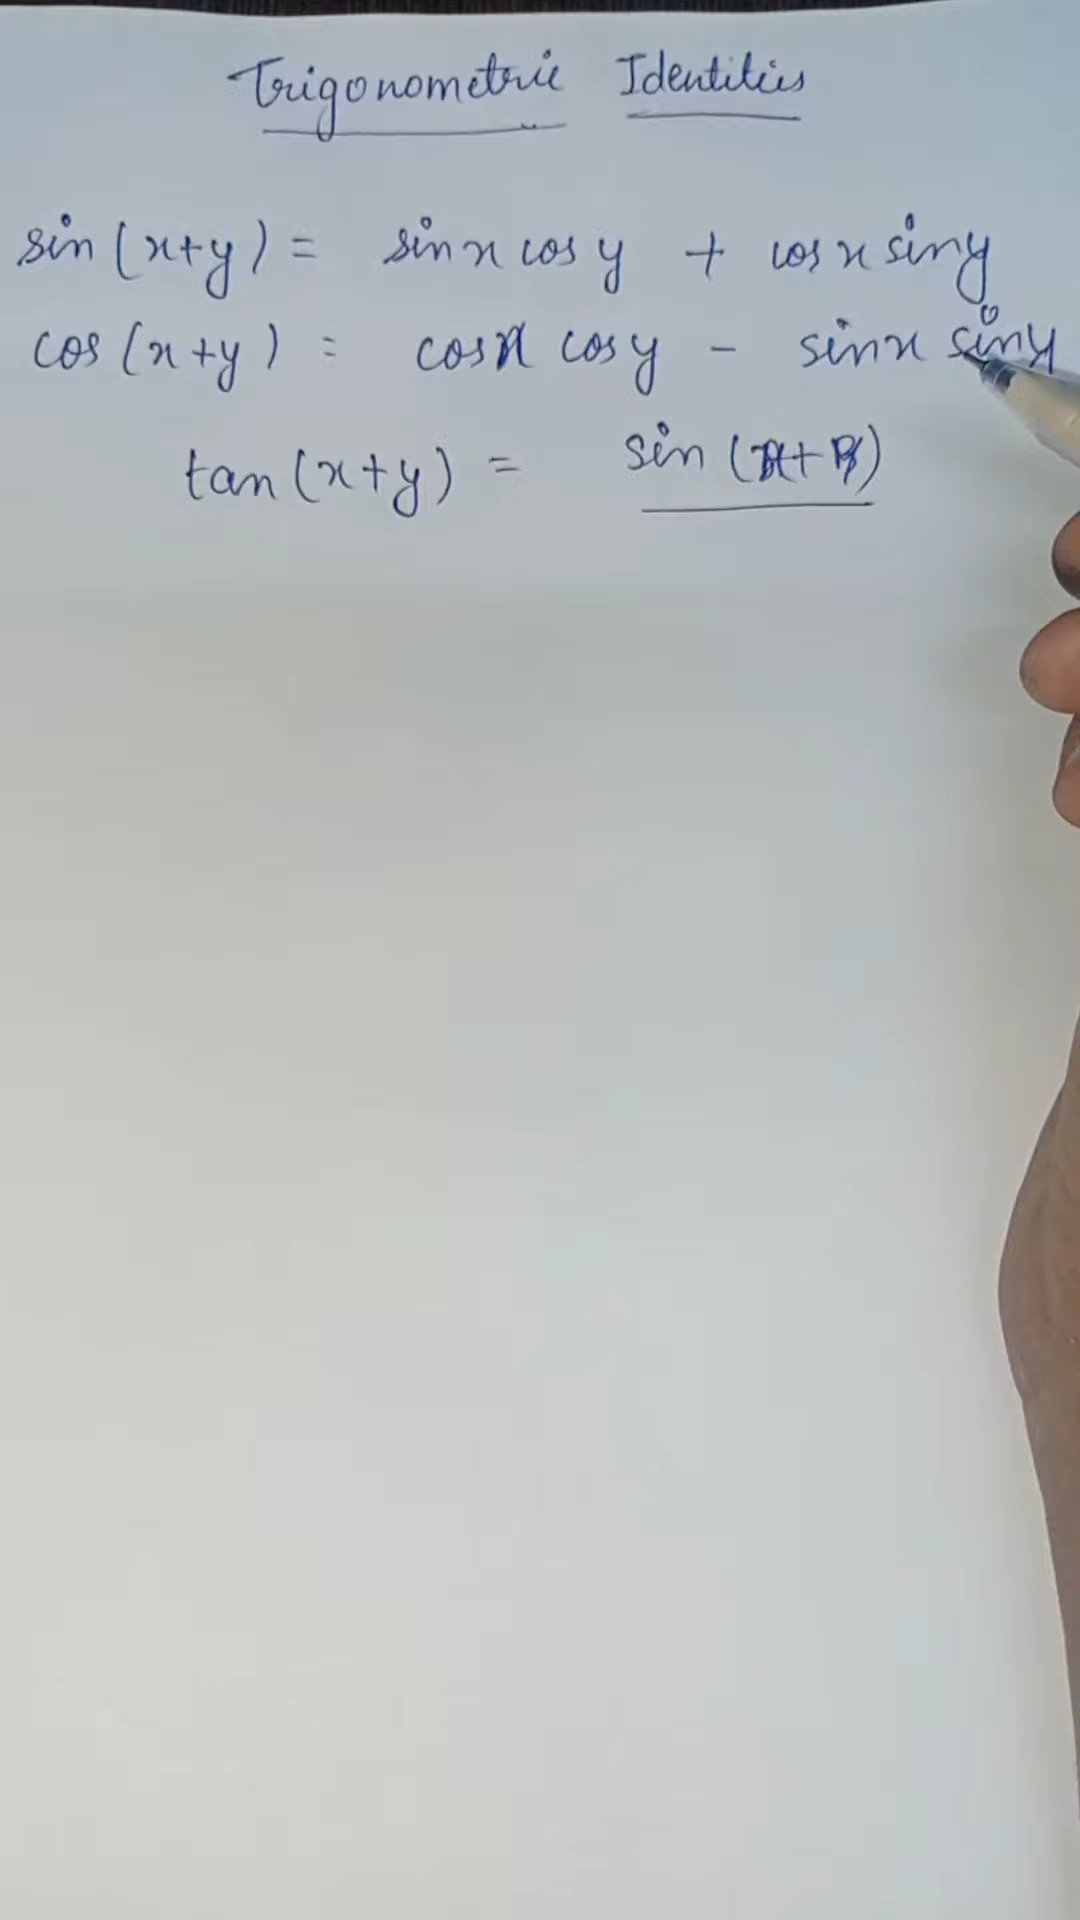 Trigonometric Identities
sin(x+y) = sinx cosy + cosx siny
cos(x+y) = cosx cosy - sinx siny
tan(x+y) = sin(x+y)